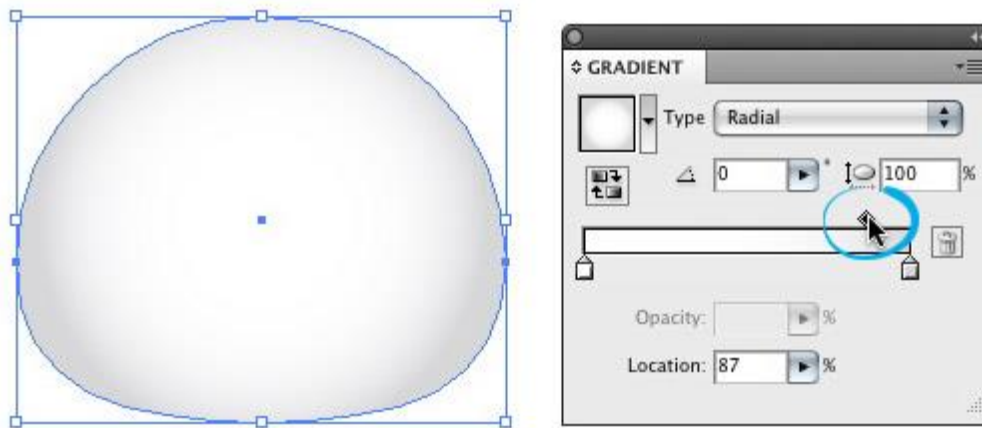 GRADIENT
Type Radial
0 ° 100 %
Opacity: %
Location: 87 %